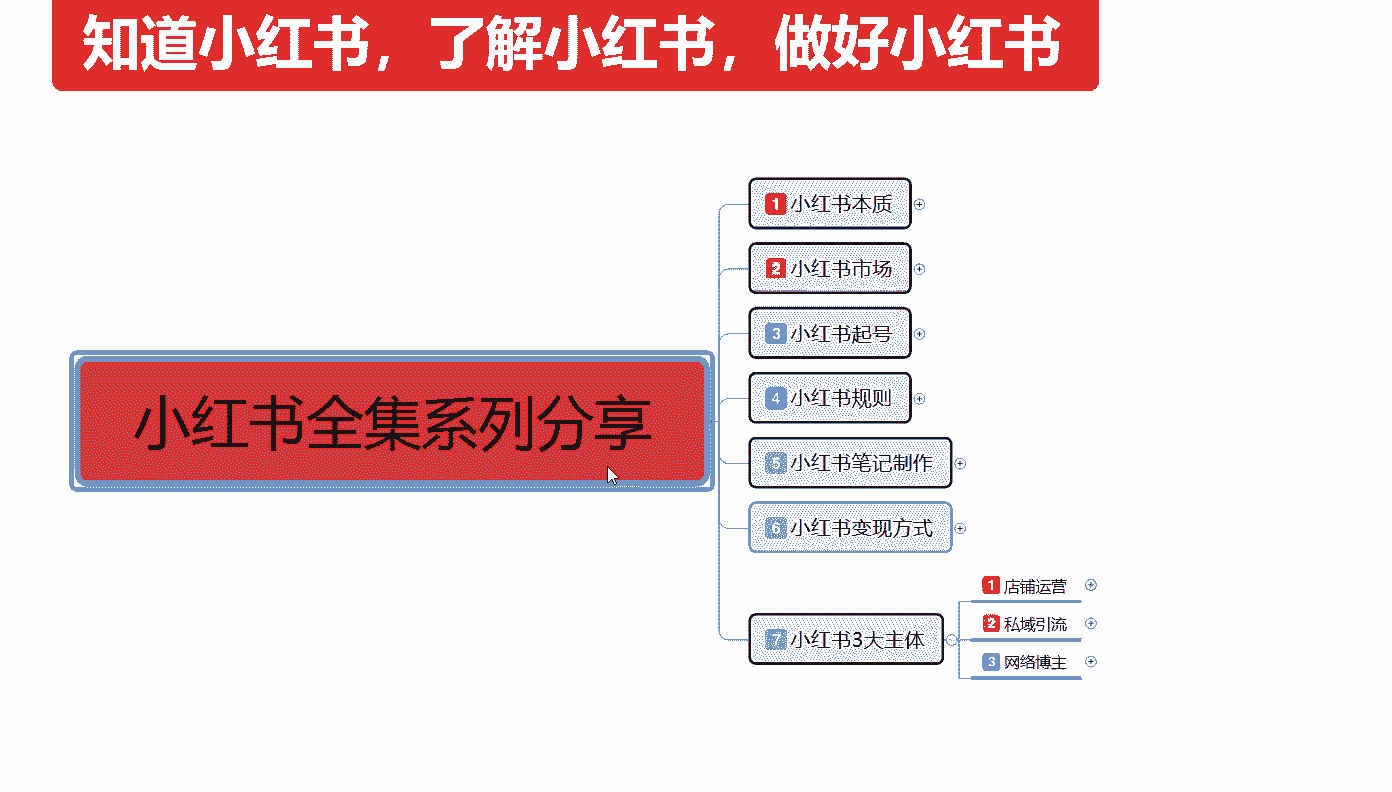 知道小红书，了解小红书，做好小红书
小红书全集系列分享
1 小红书本质
2 小红书市场
3 小红书起号
4 小红书规则
5 小红书笔记制作
6 小红书变现方式
7 小红书3大主体
1 店铺运营
2 私域引流
3 网络博主